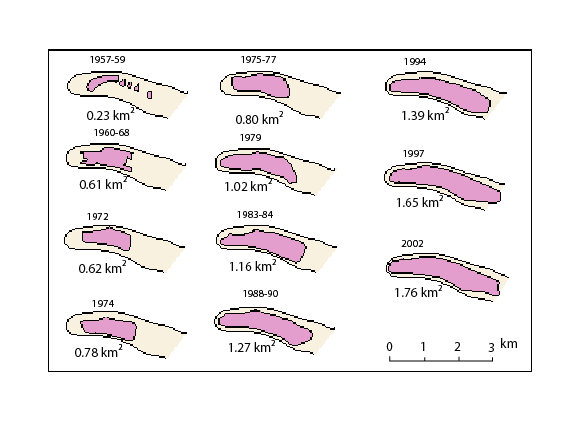 1957-59
0.23 km2
1960-68
0.61 km2
1972
0.62 km2
1974
0.78 km2
1975-77
0.80 km2
1979
1.02 km2
1983-84
1.16 km2
1988-90
1.27 km2
1994
1.39 km2
1997
1.65 km2
2002
1.76 km2
0 1 2 3 km